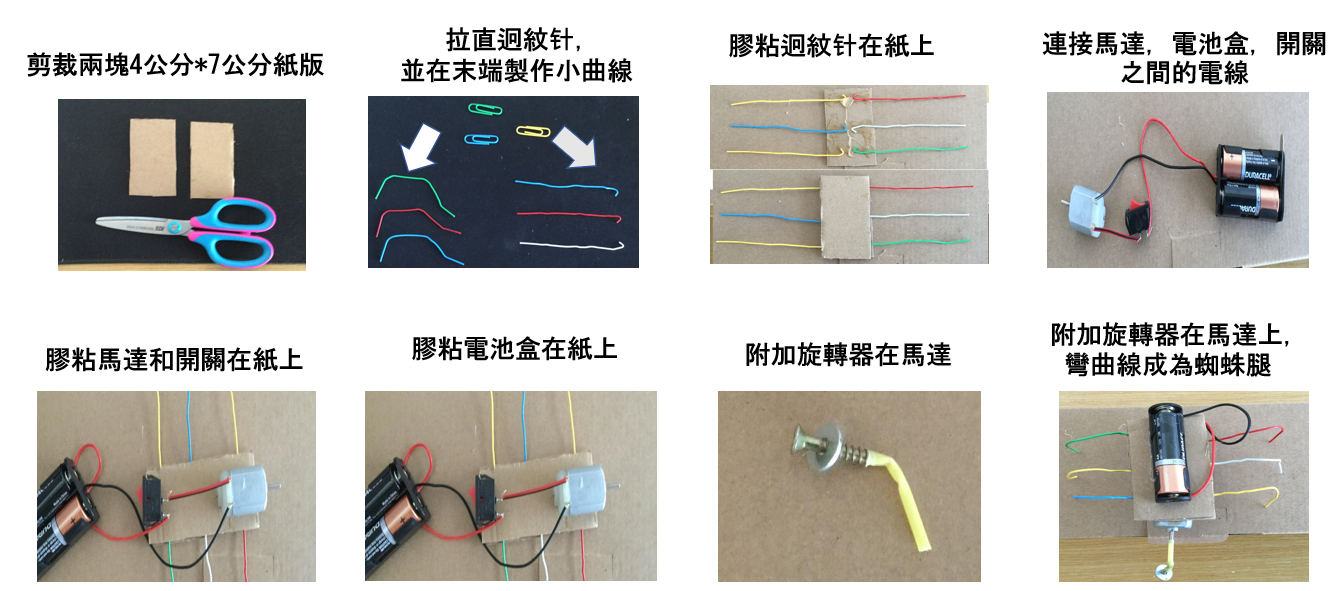 剪裁兩塊4公分*7公分紙版
拉直迴紋针,
並在末端製作小曲線
膠粘迴紋针在紙上
連接馬達, 電池盒, 開關
之間的電線
DURACELL
DURA
膠粘馬達和開關在紙上
膠粘電池盒在紙上
附加旋轉器在馬達
附加旋轉器在馬達上,
彎曲線成為蜘蛛腿